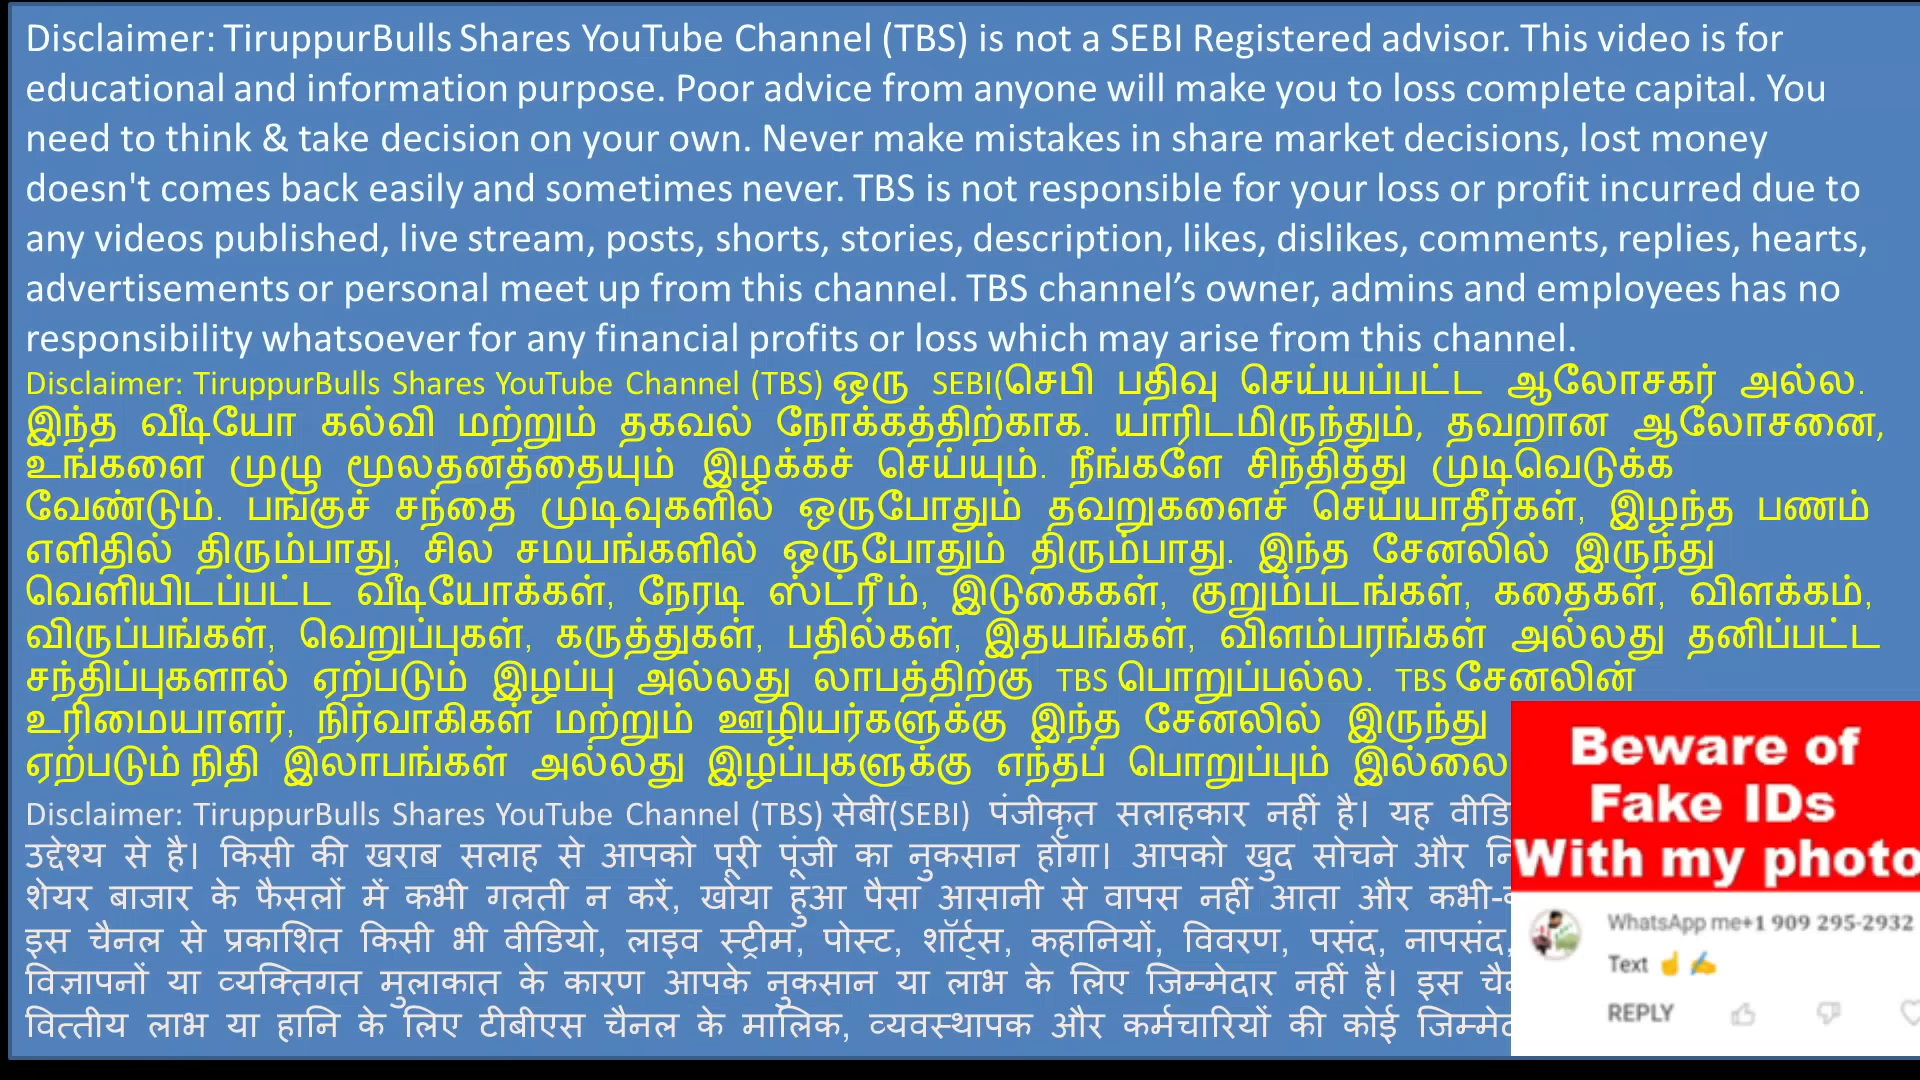 Disclaimer: TiruppurBulls Shares YouTube Channel (TBS) is not a SEBI Registered advisor. This video is for
educational and information purpose. Poor advice from anyone will make you to loss complete capital. You
need to think & take decision on your own. Never make mistakes in share market decisions, lost money
doesn't comes back easily and sometimes never. TBS is not responsible for your loss or profit incurred due to
any videos published, live stream, posts, shorts, stories, description, likes, dislikes, comments, replies, hearts,
advertisements or personal meet up from this channel. TBS channel’s owner, admins and employees has no
responsibility whatsoever for any financial profits or loss which may arise from this channel.
Disclaimer: TiruppurBulls Shares YouTube Channel (TBS) ஒரு SEBI(செபி பதிவு செய்யப்பட்ட ஆலோசகர் அல்ல.
இந்த வீடியோ கல்வி மற்றும் தகவல் நோக்கத்திற்காக. யாரிடமிருந்தும், தவறான ஆலோசனை,
உங்களை முழு மூலதனத்தையும் இழக்கச் செய்யும். நீங்களே சிந்தித்து முடிவெடுக்க
வேண்டும். பங்குச் சந்தை முடிவுகளில் ஒருபோதும் தவறுகளைச் செய்யாதீர்கள், இழந்த பணம்
எளிதில் திரும்பாது, சில சமயங்களில் ஒருபோதும் திரும்பாது. இந்த சேனலில் இருந்து
வெளியிடப்பட்ட வீடியோக்கள், நேரடி ஸ்ட்ரீம், இடுகைகள், குறும்படங்கள், கதைகள், விளக்கம்,
விருப்பங்கள், வெறுப்புகள், கருத்துகள், பதில்கள், இதயங்கள், விளம்பரங்கள் அல்லது தனிப்பட்ட
சந்திப்புகளால் ஏற்படும் இழப்பு அல்லது லாபத்திற்கு TBS பொறுப்பல்ல. TBS சேனலின்
உரிமையாளர், நிர்வாகிகள் மற்றும் ஊழியர்களுக்கு இந்த சேனலில் இருந்து
ஏற்படும் நிதி இலாபங்கள் அல்லது இழப்புகளுக்கு எந்தப் பொறுப்பும் இல்லை
Disclaimer: TiruppurBulls Shares YouTube Channel (TBS) सेबी(SEBI) पंजीकृत सलाहकार नहीं है। यह
उद्देश्य से है। किसी की खराब सलाह से आपको पूरी पूंजी का नुकसान होगा। आपको खुद सोचने और
शेयर बाजार के फैसलों में कभी गलती न करें, खोया हुआ पैसा आसानी से वापस नहीं आता और
इस चैनल से प्रकाशित किसी भी वीडियो, लाइव स्ट्रीम, पोस्ट, शॉर्ट्स, कहानियों, विवरण, पसंद, नापसंद,
विज्ञापनों या व्यक्तिगत मुलाकात के कारण आपके नुकसान या लाभ के लिए जिम्मेदार नहीं है। इस
वित्तीय लाभ या हानि के लिए टीबीएस चैनल के मालिक, व्यवस्थापक और कर्मचारियों की कोई
Beware of
Fake IDs
With my photo
WhatsApp me+1 909 295-2932
Text ☝️ ✍️
REPLY